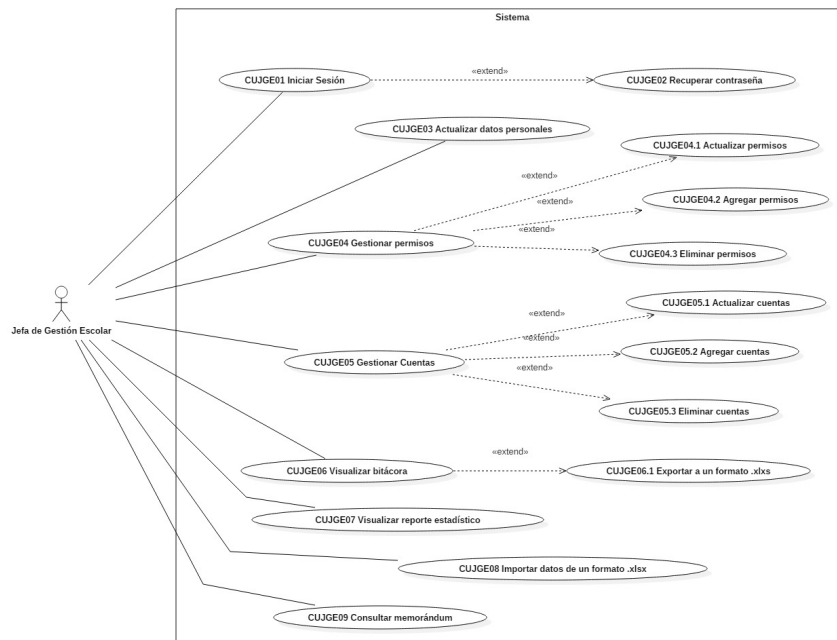 Sistema
CUJGE01 Iniciar Sesión
«extend»
CUJGE02 Recuperar contraseña
CUJGE03 Actualizar datos personales
CUJGE04.1 Actualizar permisos
«extend»
CUJGE04.2 Agregar permisos
«extend»
«extend»
CUJGE04 Gestionar permisos
CUJGE04.3 Eliminar permisos
CUJGE05.1 Actualizar cuentas
«extend»
Jefa de Gestión Escolar
CUJGE05.2 Agregar cuentas
«extend»
CUJGE05 Gestionar Cuentas
«extend»
CUJGE05.3 Eliminar cuentas
«extend»
CUJGE06 Visualizar bitácora
CUJGE06.1 Exportar a un formato .xlxs
CUJGE07 Visualizar reporte estadístico
CUJGE08 Importar datos de un formato .xlsx
CUJGE09 Consultar memorándum